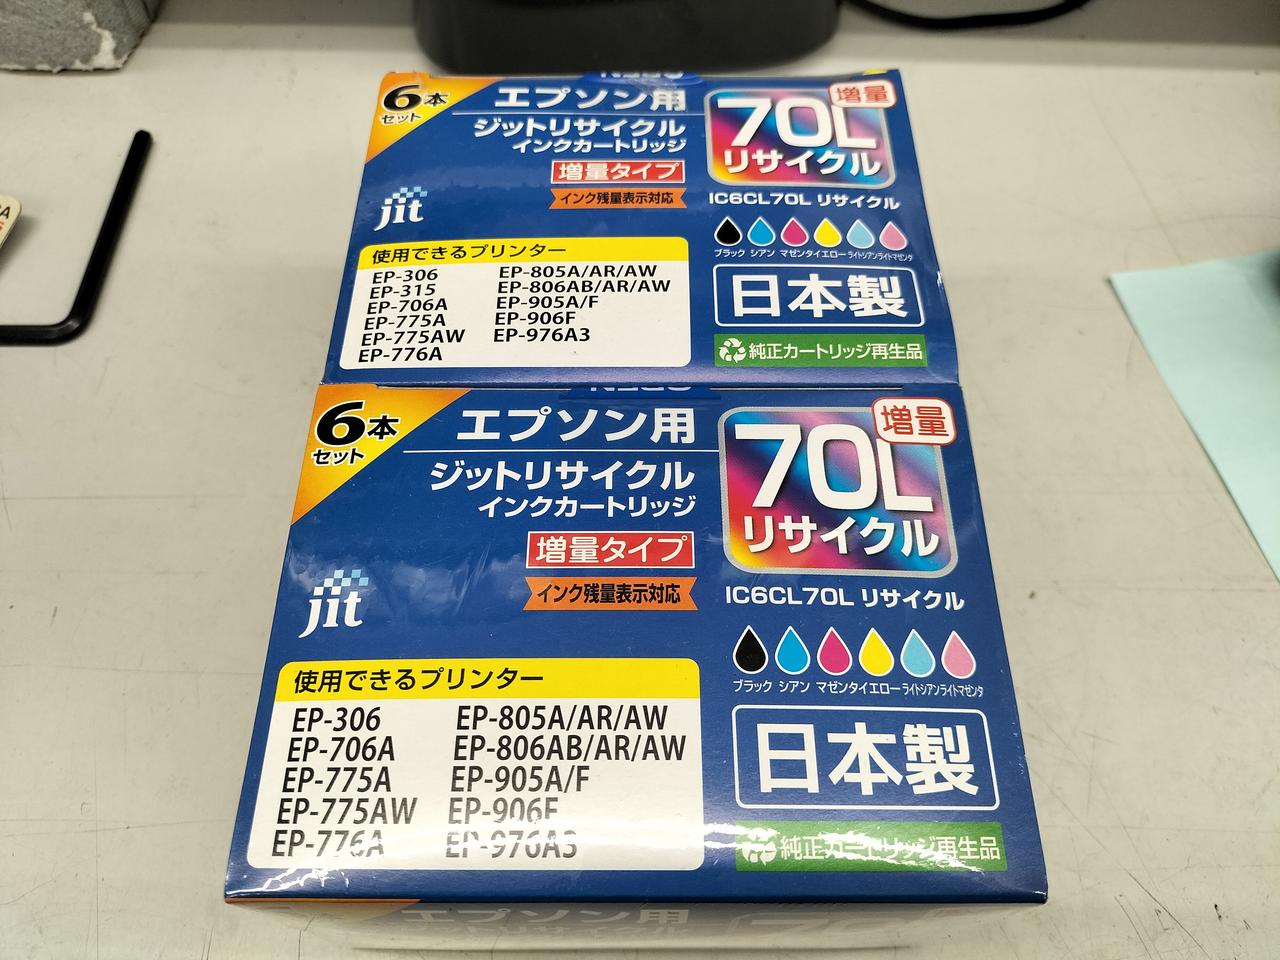 6本
セット
エプソン用
ジットリサイクル
インクカートリッジ
増量タイプ
インク残量表示対応
jit
増量
70L
リサイクル
IC6CL70L リサイクル
ブラック シアン マゼンタ イエロー ライトシアン ライトマゼンタ
日本製
純正カートリッジ再生品
使用できるプリンター
EP-306
EP-315
EP-706A
EP-775A
EP-775AW
EP-776A
EP-805A/AR/AW
EP-806AB/AR/AW
EP-905A/F
EP-906F
EP-976A3
6本
セット
エプソン用
ジットリサイクル
インクカートリッジ
増量タイプ
インク残量表示対応
jit
増量
70L
リサイクル
IC6CL70L リサイクル
ブラック シアン マゼンタ イエロー ライトシアン ライトマゼンタ
日本製
純正カートリッジ再生品
使用できるプリンター
EP-306
EP-706A
EP-775A
EP-775AW
EP-776A
EP-805A/AR/AW
EP-806AB/AR/AW
EP-905A/F
EP-906F
EP-976A3
エプソン用